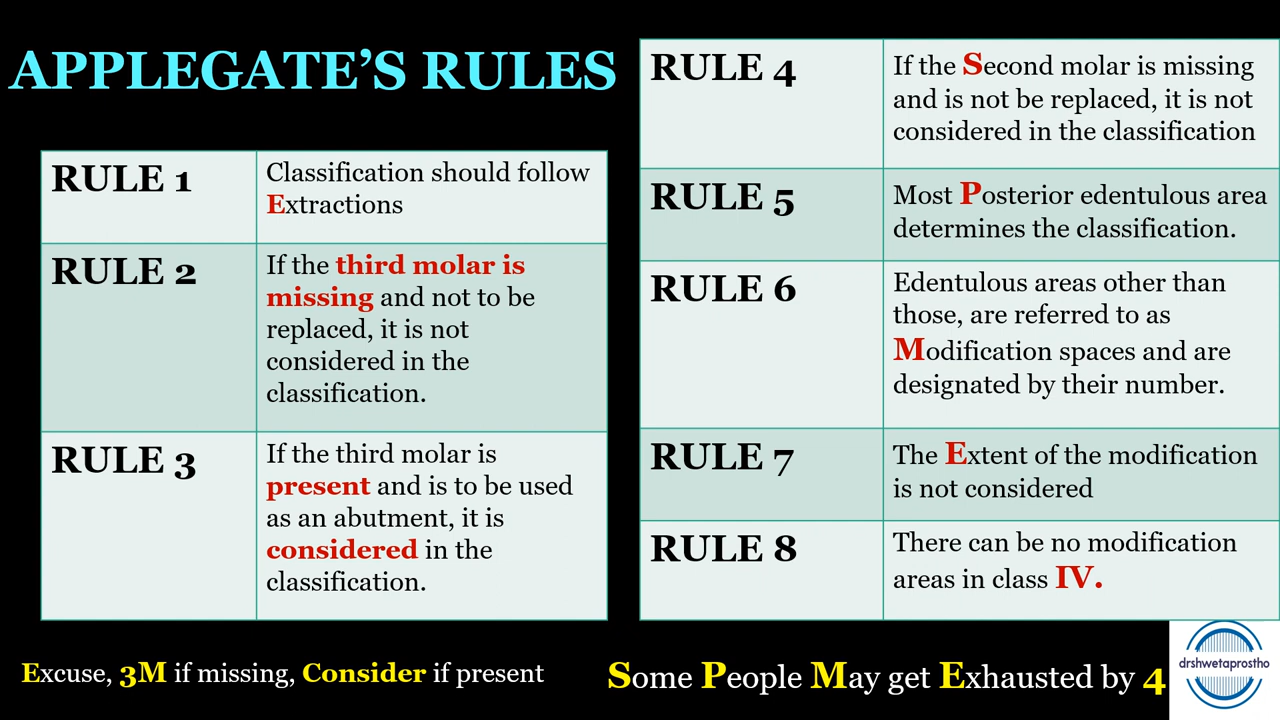 APPLEGATE’S RULES
RULE 1
Classification should follow
Extractions
RULE 2
If the third molar is
missing and not to be
replaced, it is not
considered in the
classification.
RULE 3
If the third molar is
present and is to be used
as an abutment, it is
considered in the
classification.
RULE 4
If the Second molar is missing
and is not be replaced, it is not
considered in the classification
RULE 5
Most Posterior edentulous area
determines the classification.
RULE 6
Edentulous areas other than
those, are referred to as
Modification spaces and are
designated by their number.
RULE 7
The Extent of the modification
is not considered
RULE 8
There can be no modification
areas in class IV.
Excuse, 3M if missing, Consider if present
Some People May get Exhausted by 4
drshwetaprostho